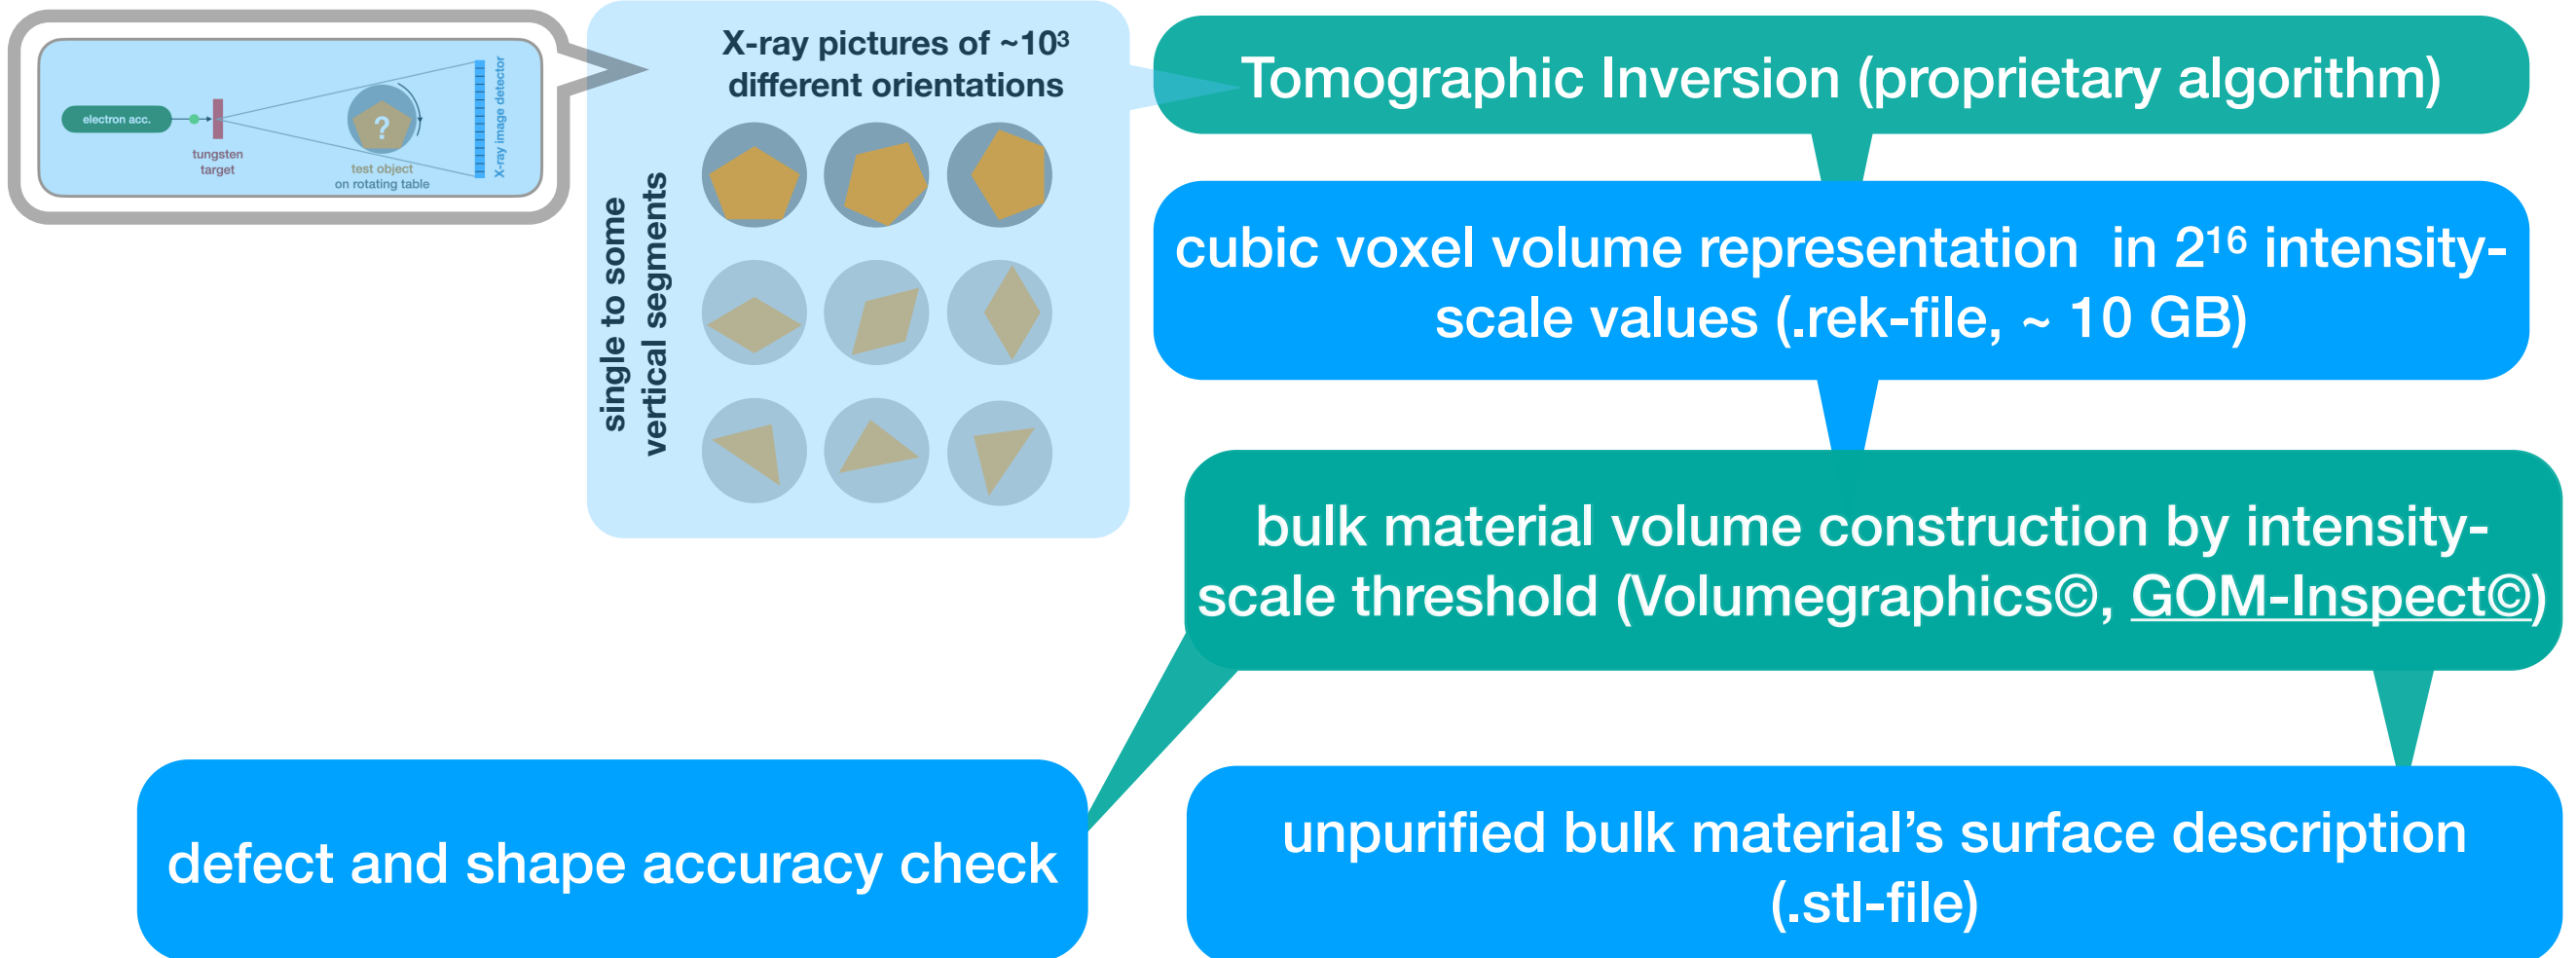 electron acc.
tungsten
target
?
test object
on rotating table
X-ray image detector
X-ray pictures of ~10³
different orientations
single to some
vertical segments
Tomographic Inversion (proprietary algorithm)
cubic voxel volume representation in 2¹⁶ intensity-
scale values (.rek-file, ~ 10 GB)
bulk material volume construction by intensity-
scale threshold (Volumegraphics©, GOM-Inspect©)
defect and shape accuracy check
unpurified bulk material’s surface description
(.stl-file)